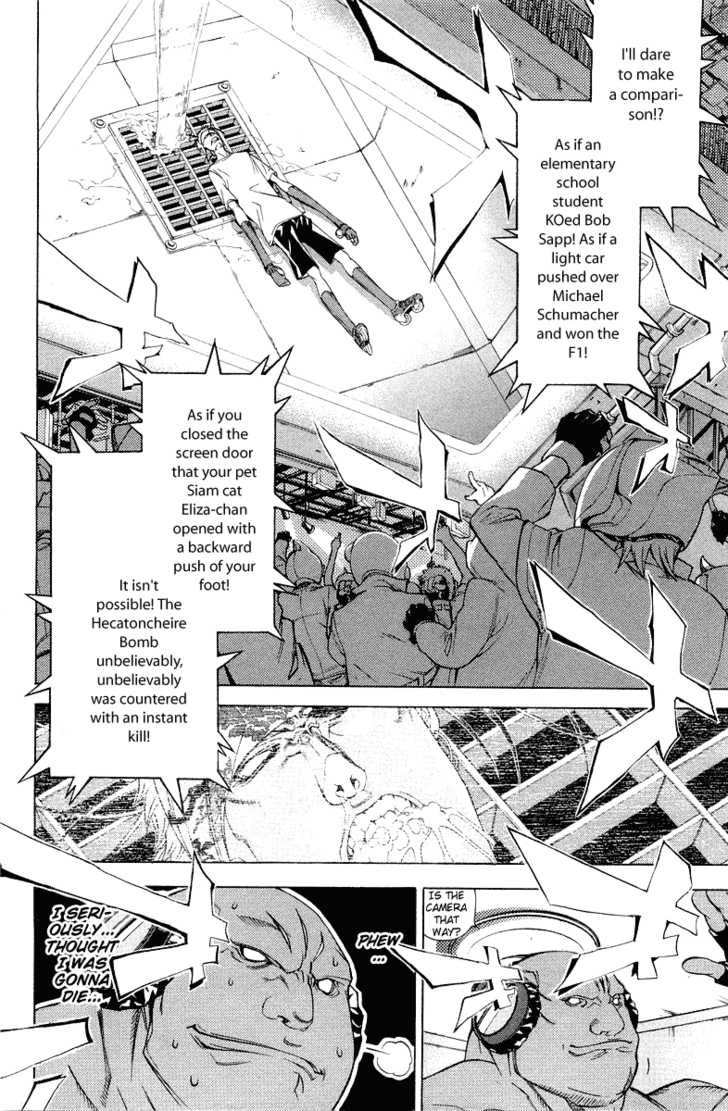 I'll dare
to make
a compari-
son!?
As if an
elementary
school
student
KOed Bob
Sapp! As if a
light car
pushed over
Michael
Schumacher
and won the
F1!
As if you
closed the
screen door
that your pet
Siam cat
Eliza-chan
opened with
a backward
push of your
foot!
It isn't
possible! The
Hecatoncheire
Bomb
unbelievably,
unbelievably
was countered
with an instant
kill!
IS THE
CAMERA
THAT
WAY?
PHEW
...
I SERI-
OUSLY...
THOUGHT
I WAS
GONNA
DIE...